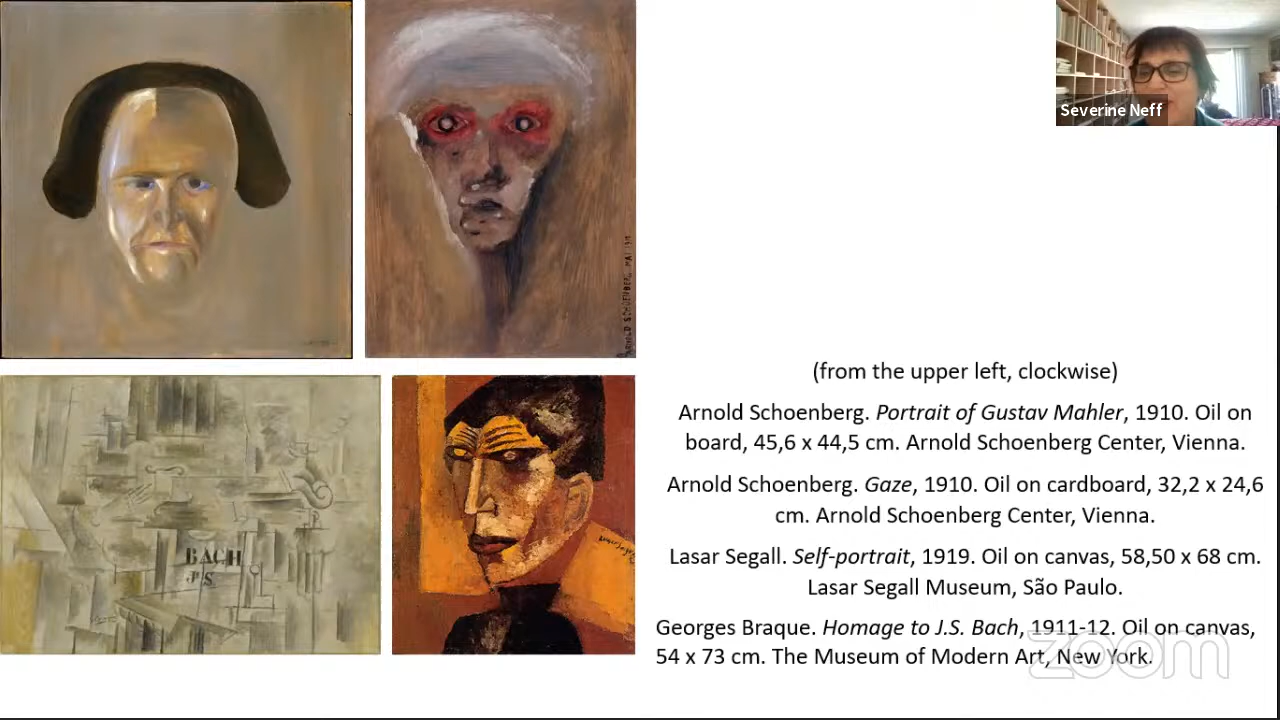 Severine Neff
ARNOLD SCHOENBERG
BACH
(from the upper left, clockwise)
Arnold Schoenberg. Portrait of Gustav Mahler, 1910. Oil on
board, 45,6 x 44,5 cm. Arnold Schoenberg Center, Vienna.
Arnold Schoenberg. Gaze, 1910. Oil on cardboard, 32,2 x 24,6
cm. Arnold Schoenberg Center, Vienna.
Lasar Segall. Self-portrait, 1919. Oil on canvas, 58,50 x 68 cm.
Lasar Segall Museum, São Paulo.
Georges Braque. Homage to J.S. Bach, 1911-12. Oil on canvas,
54 x 73 cm. The Museum of Modern Art, New York.
zoom